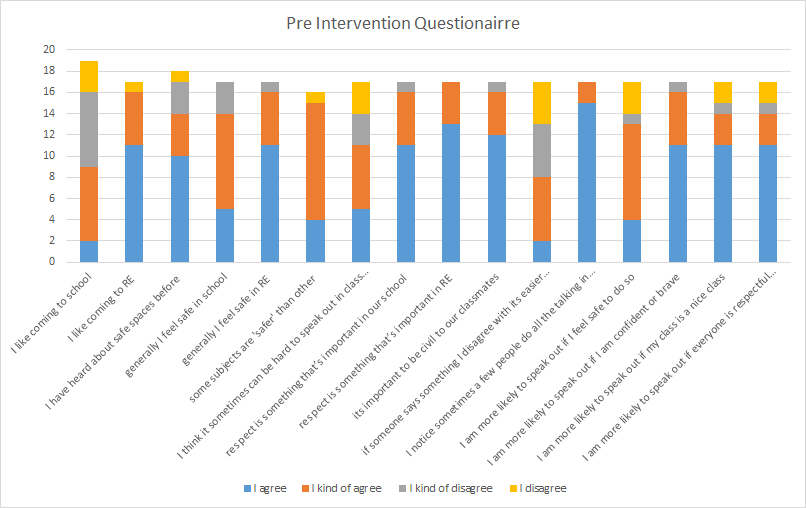 Pre Intervention Questionairre
20
18
16
14
12
10
8
6
4
2
0
I like coming to school
I like coming to RE
I have heard about safe spaces before
generally I feel safe in school
generally I feel safe in RE
some subjects are 'safer' than other
I think it sometimes can be hard to speak out in class...
respect is something that's important in our school
respect is something that's important in RE
its important to be civil to our classmates
if someone says something I disagree with its easier...
I notice sometimes a few people do all the talking in...
I am more likely to speak out if I feel safe to do so
I am more likely to speak out if I am confident or brave
I am more likely to speak out if my class is a nice class
I am more likely to speak out if everyone is respectful...
I agree I kind of agree I kind of disagree I disagree